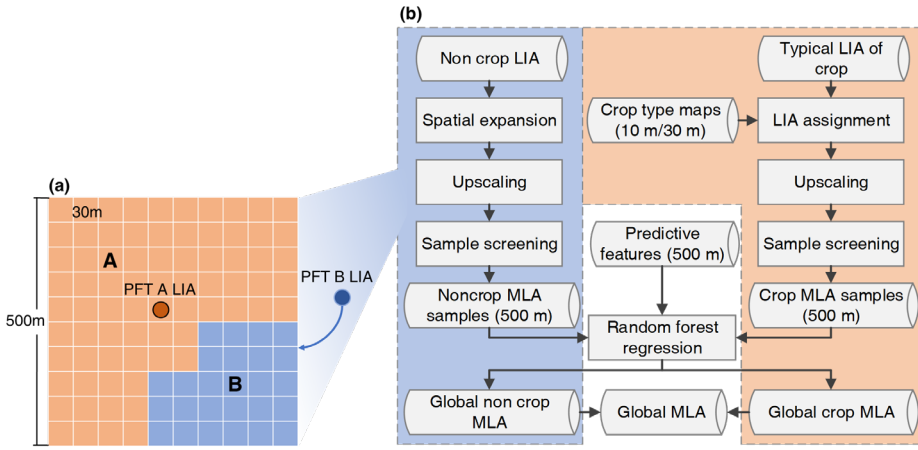 (a)
30m
A
PFT A LIA
500m
B
PFT B LIA
(b)
Non crop LIA
Spatial expansion
Upscaling
Sample screening
Noncrop MLA
samples (500 m)
Typical LIA of
crop
Crop type maps
(10 m/30 m)
LIA assignment
Upscaling
Sample screening
Crop MLA samples
(500 m)
Predictive
features (500 m)
Random forest
regression
Global non crop
MLA
Global MLA
Global crop MLA